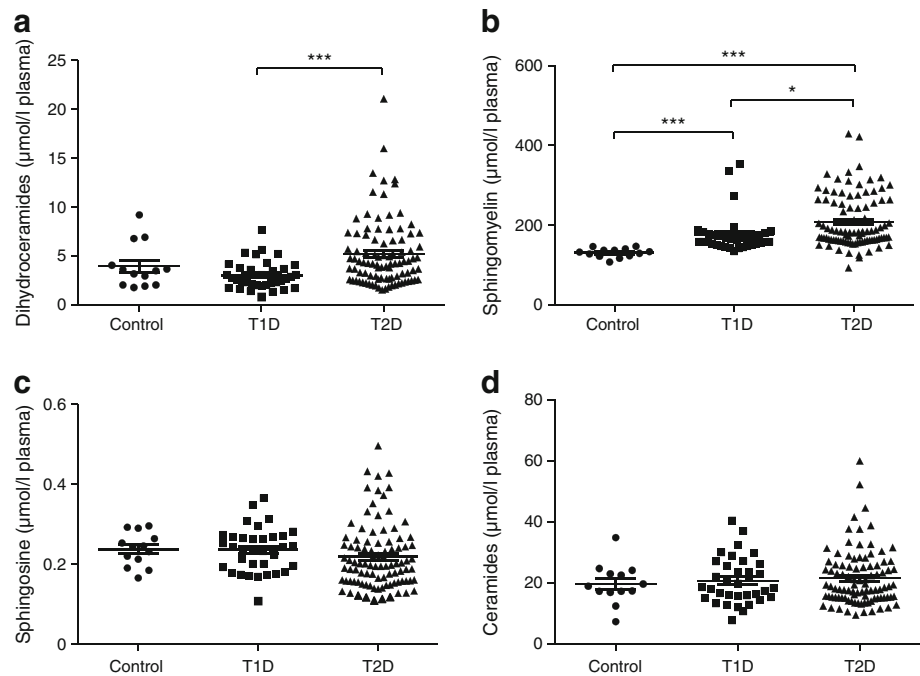 a
Dihydroceramides (µmol/l plasma)
25
20
15
10
5
0
***
Control
T1D
T2D
b
Sphingomyelin (µmol/l plasma)
600
400
200
0
***
***
*
Control
T1D
T2D
c
Sphingosine (µmol/l plasma)
0.6
0.4
0.2
0
Control
T1D
T2D
d
Ceramides (µmol/l plasma)
80
60
40
20
0
Control
T1D
T2D